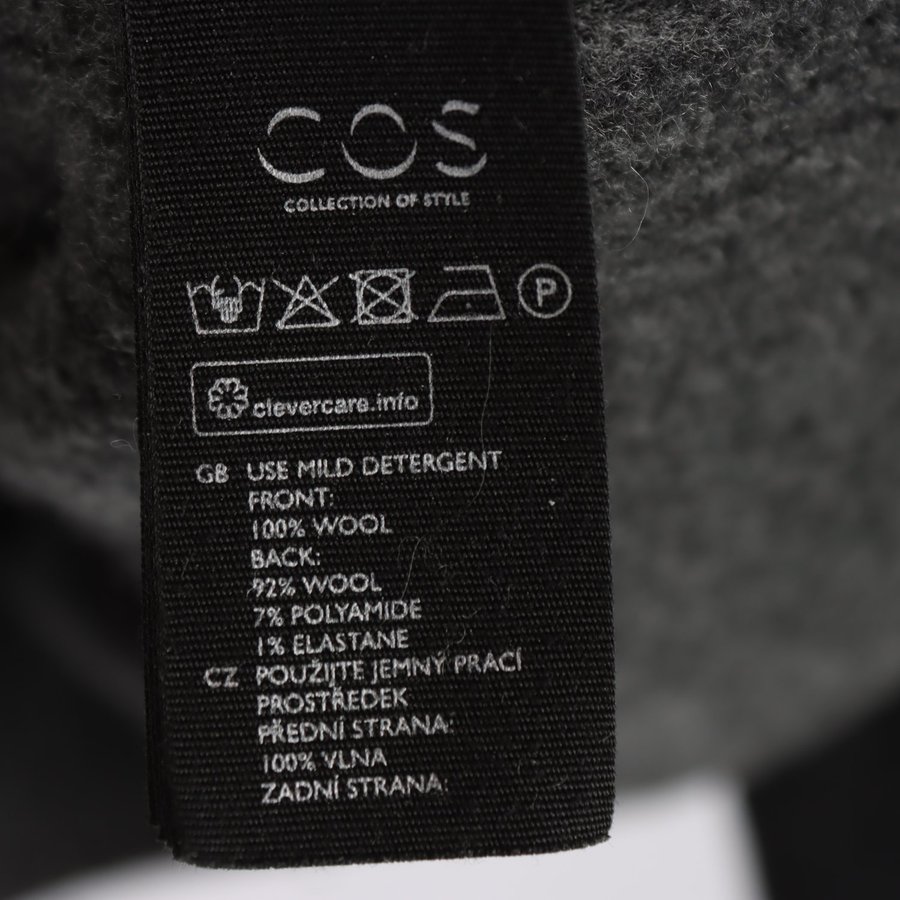 COS
COLLECTION OF STYLE
P
clevercare.info
GB USE MILD DETERGENT
FRONT:
100% WOOL
BACK:
92% WOOL
7% POLYAMIDE
1% ELASTANE
CZ POUŽIJTE JEMNÝ PRACÍ
PROSTŘEDEK
PŘEDNÍ STRANA:
100% VLNA
ZADNÍ STRANA: